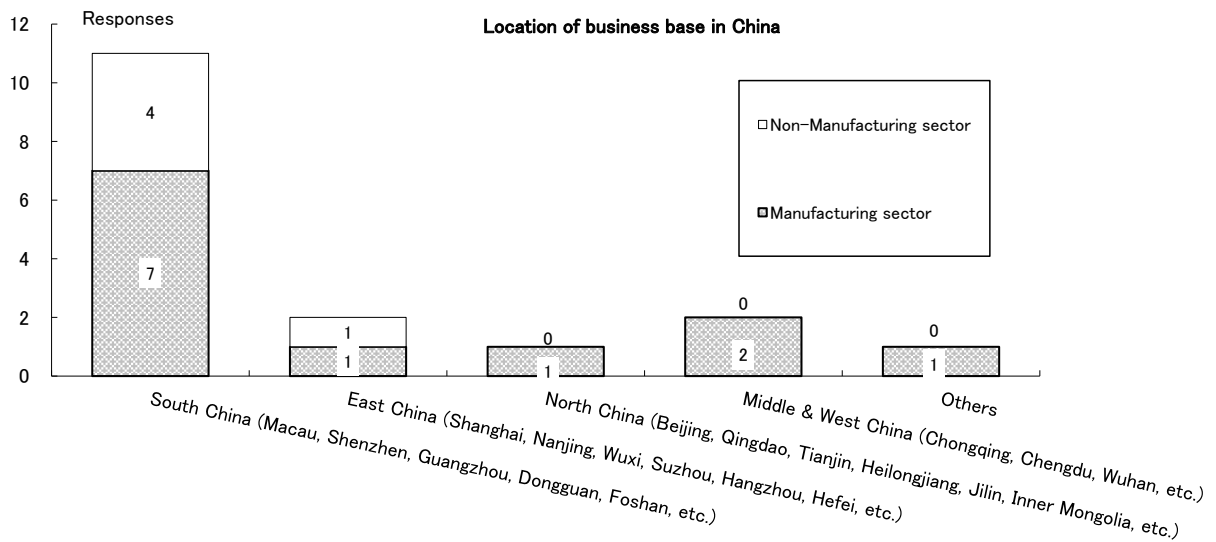 Responses
Location of business base in China
12
10
8
6
4
2
0
4
7
1
1
0
1
0
2
0
1
□Non-Manufacturing sector
Manufacturing sector
South China (Macau, Shenzhen, Guangzhou, Dongguan, Foshan, etc.)
East China (Shanghai, Nanjing, Wuxi, Suzhou, Hangzhou, Hefei, etc.)
North China (Beijing, Qingdao, Tianjin, Heilongjiang, Jilin, Inner Mongolia, etc.)
Middle & West China (Chongqing, Chengdu, Wuhan, etc.)
Others